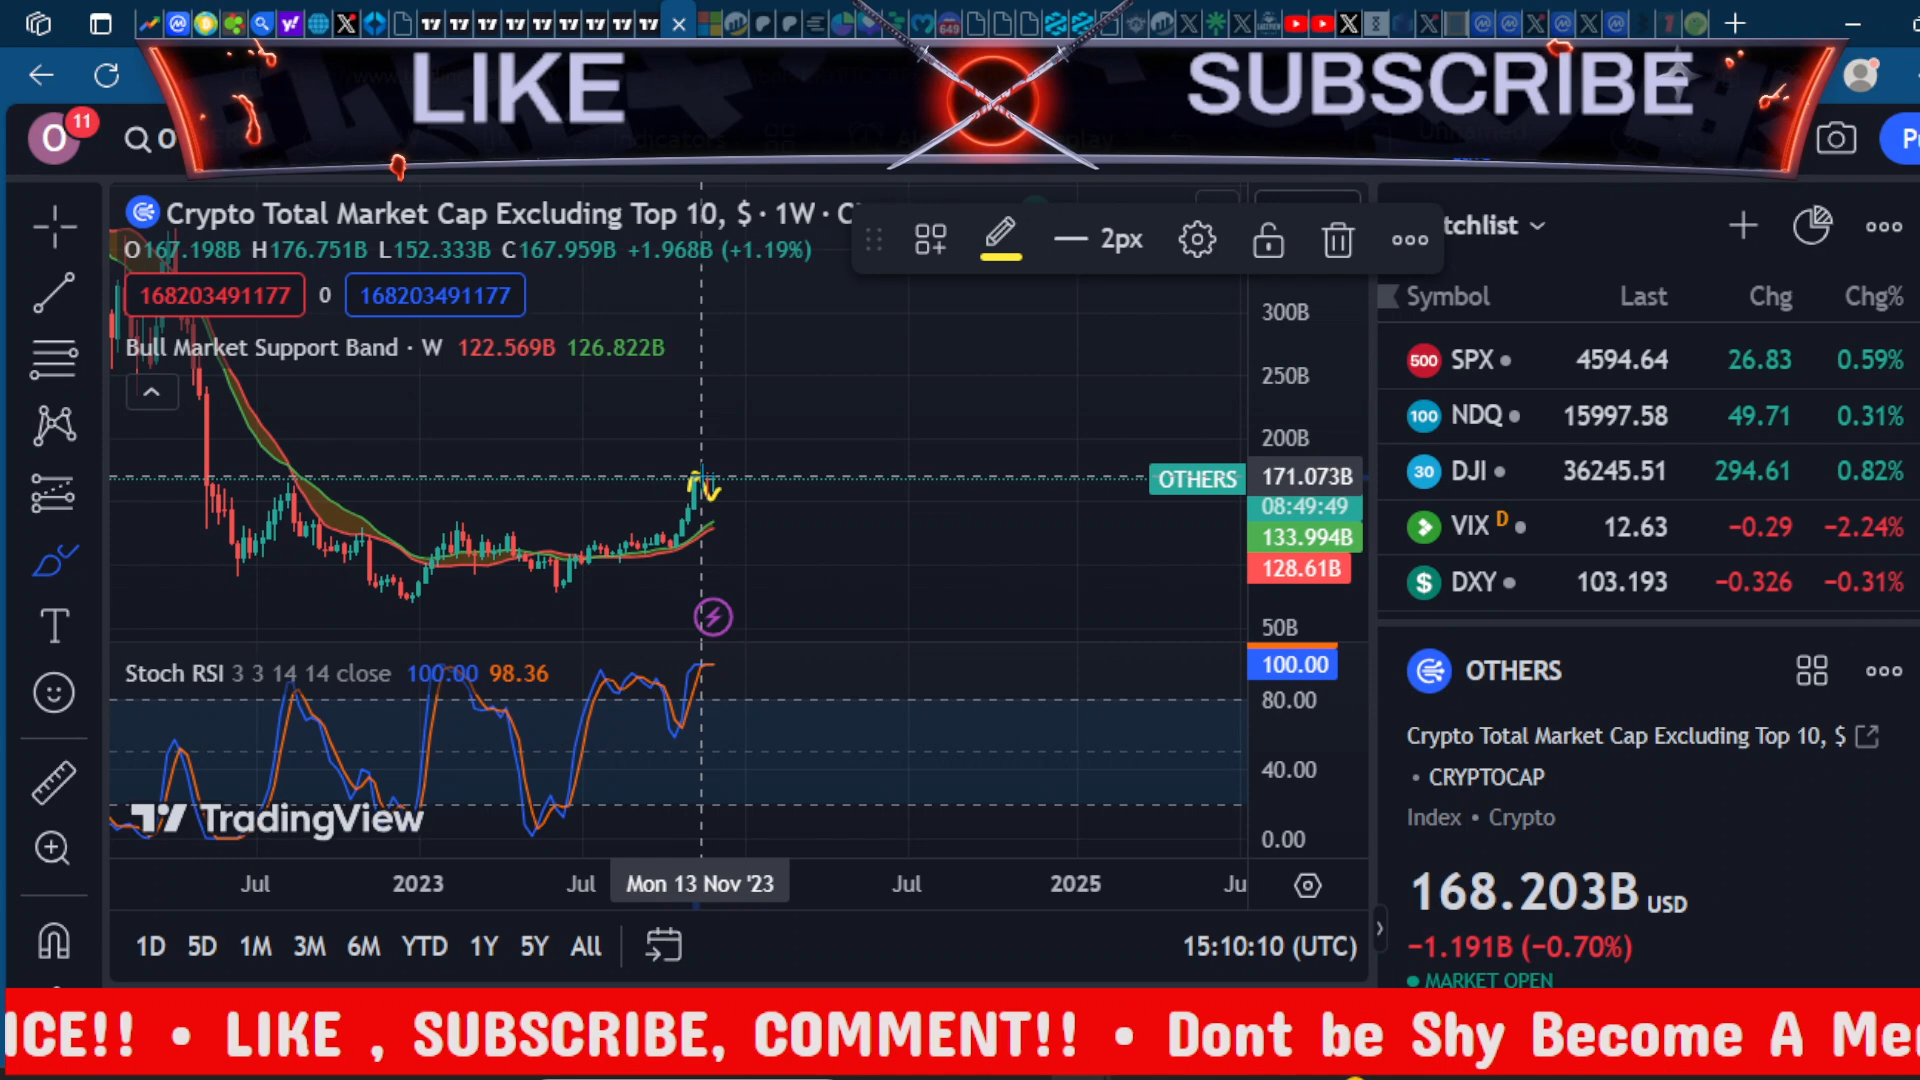 LIKE
SUBSCRIBE
O
11
O
Crypto Total Market Cap Excluding Top 10, $ · 1W · C
O167.198B H176.751B L152.333B C167.959B +1.968B (+1.19%)
168203491177 0 168203491177
Bull Market Support Band · W 122.569B 126.822B
2px
300B
250B
200B
OTHERS
171.073B
08:49:49
133.994B
128.61B
50B
Stoch RSI 3 3 14 14 close 100.00 98.36
100.00
80.00
40.00
0.00
TradingView
Jul 2023 Jul Mon 13 Nov '23 Jul 2025 Ju
1D 5D 1M 3M 6M YTD 1Y 5Y All
15:10:10 (UTC)
tchlist
Symbol Last Chg Chg%
500 SPX 4594.64 26.83 0.59%
100 NDQ 15997.58 49.71 0.31%
30 DJI 36245.51 294.61 0.82%
VIX D 12.63 −0.29 −2.24%
$ DXY 103.193 −0.326 −0.31%
OTHERS
Crypto Total Market Cap Excluding Top 10, $
• CRYPTOCAP
Index • Crypto
168.203B USD
−1.191B (−0.70%)
MARKET OPEN
ICE!! • LIKE , SUBSCRIBE, COMMENT!! • Dont be Shy Become A Me